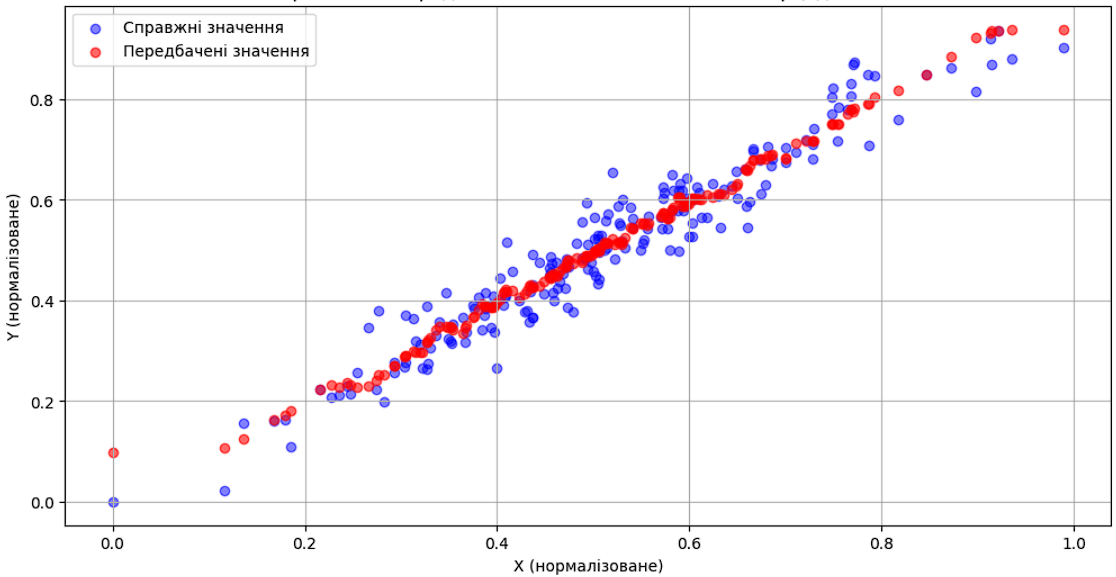 Справжні значення
Передбачені значення
0.8
0.6
0.4
0.2
0.0
Y (нормалізоване)
0.0 0.2 0.4 0.6 0.8 1.0
X (нормалізоване)